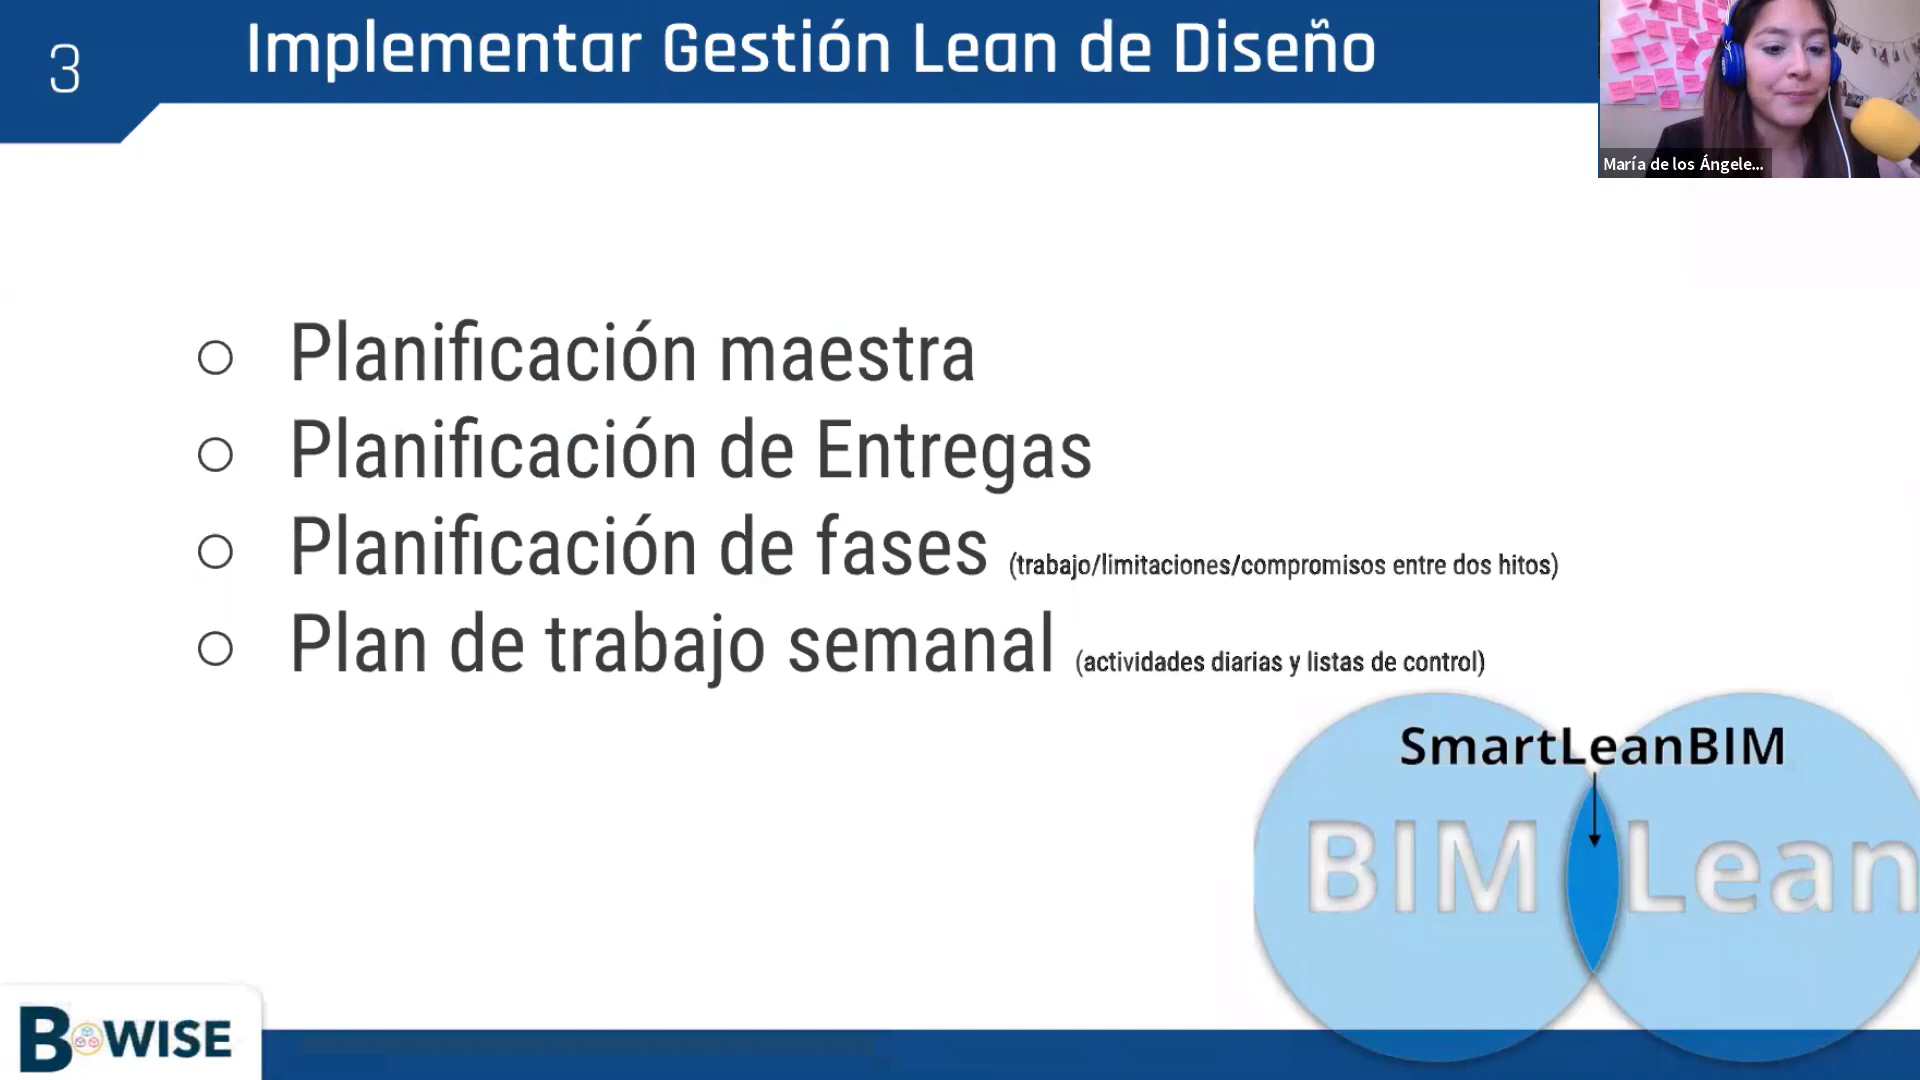 3
Implementar Gestión Lean de Diseño
María de los Ángele...
○ Planificación maestra
○ Planificación de Entregas
○ Planificación de fases (trabajo/limitaciones/compromisos entre dos hitos)
○ Plan de trabajo semanal (actividades diarias y listas de control)
SmartLeanBIM
BIM Lean
B WISE